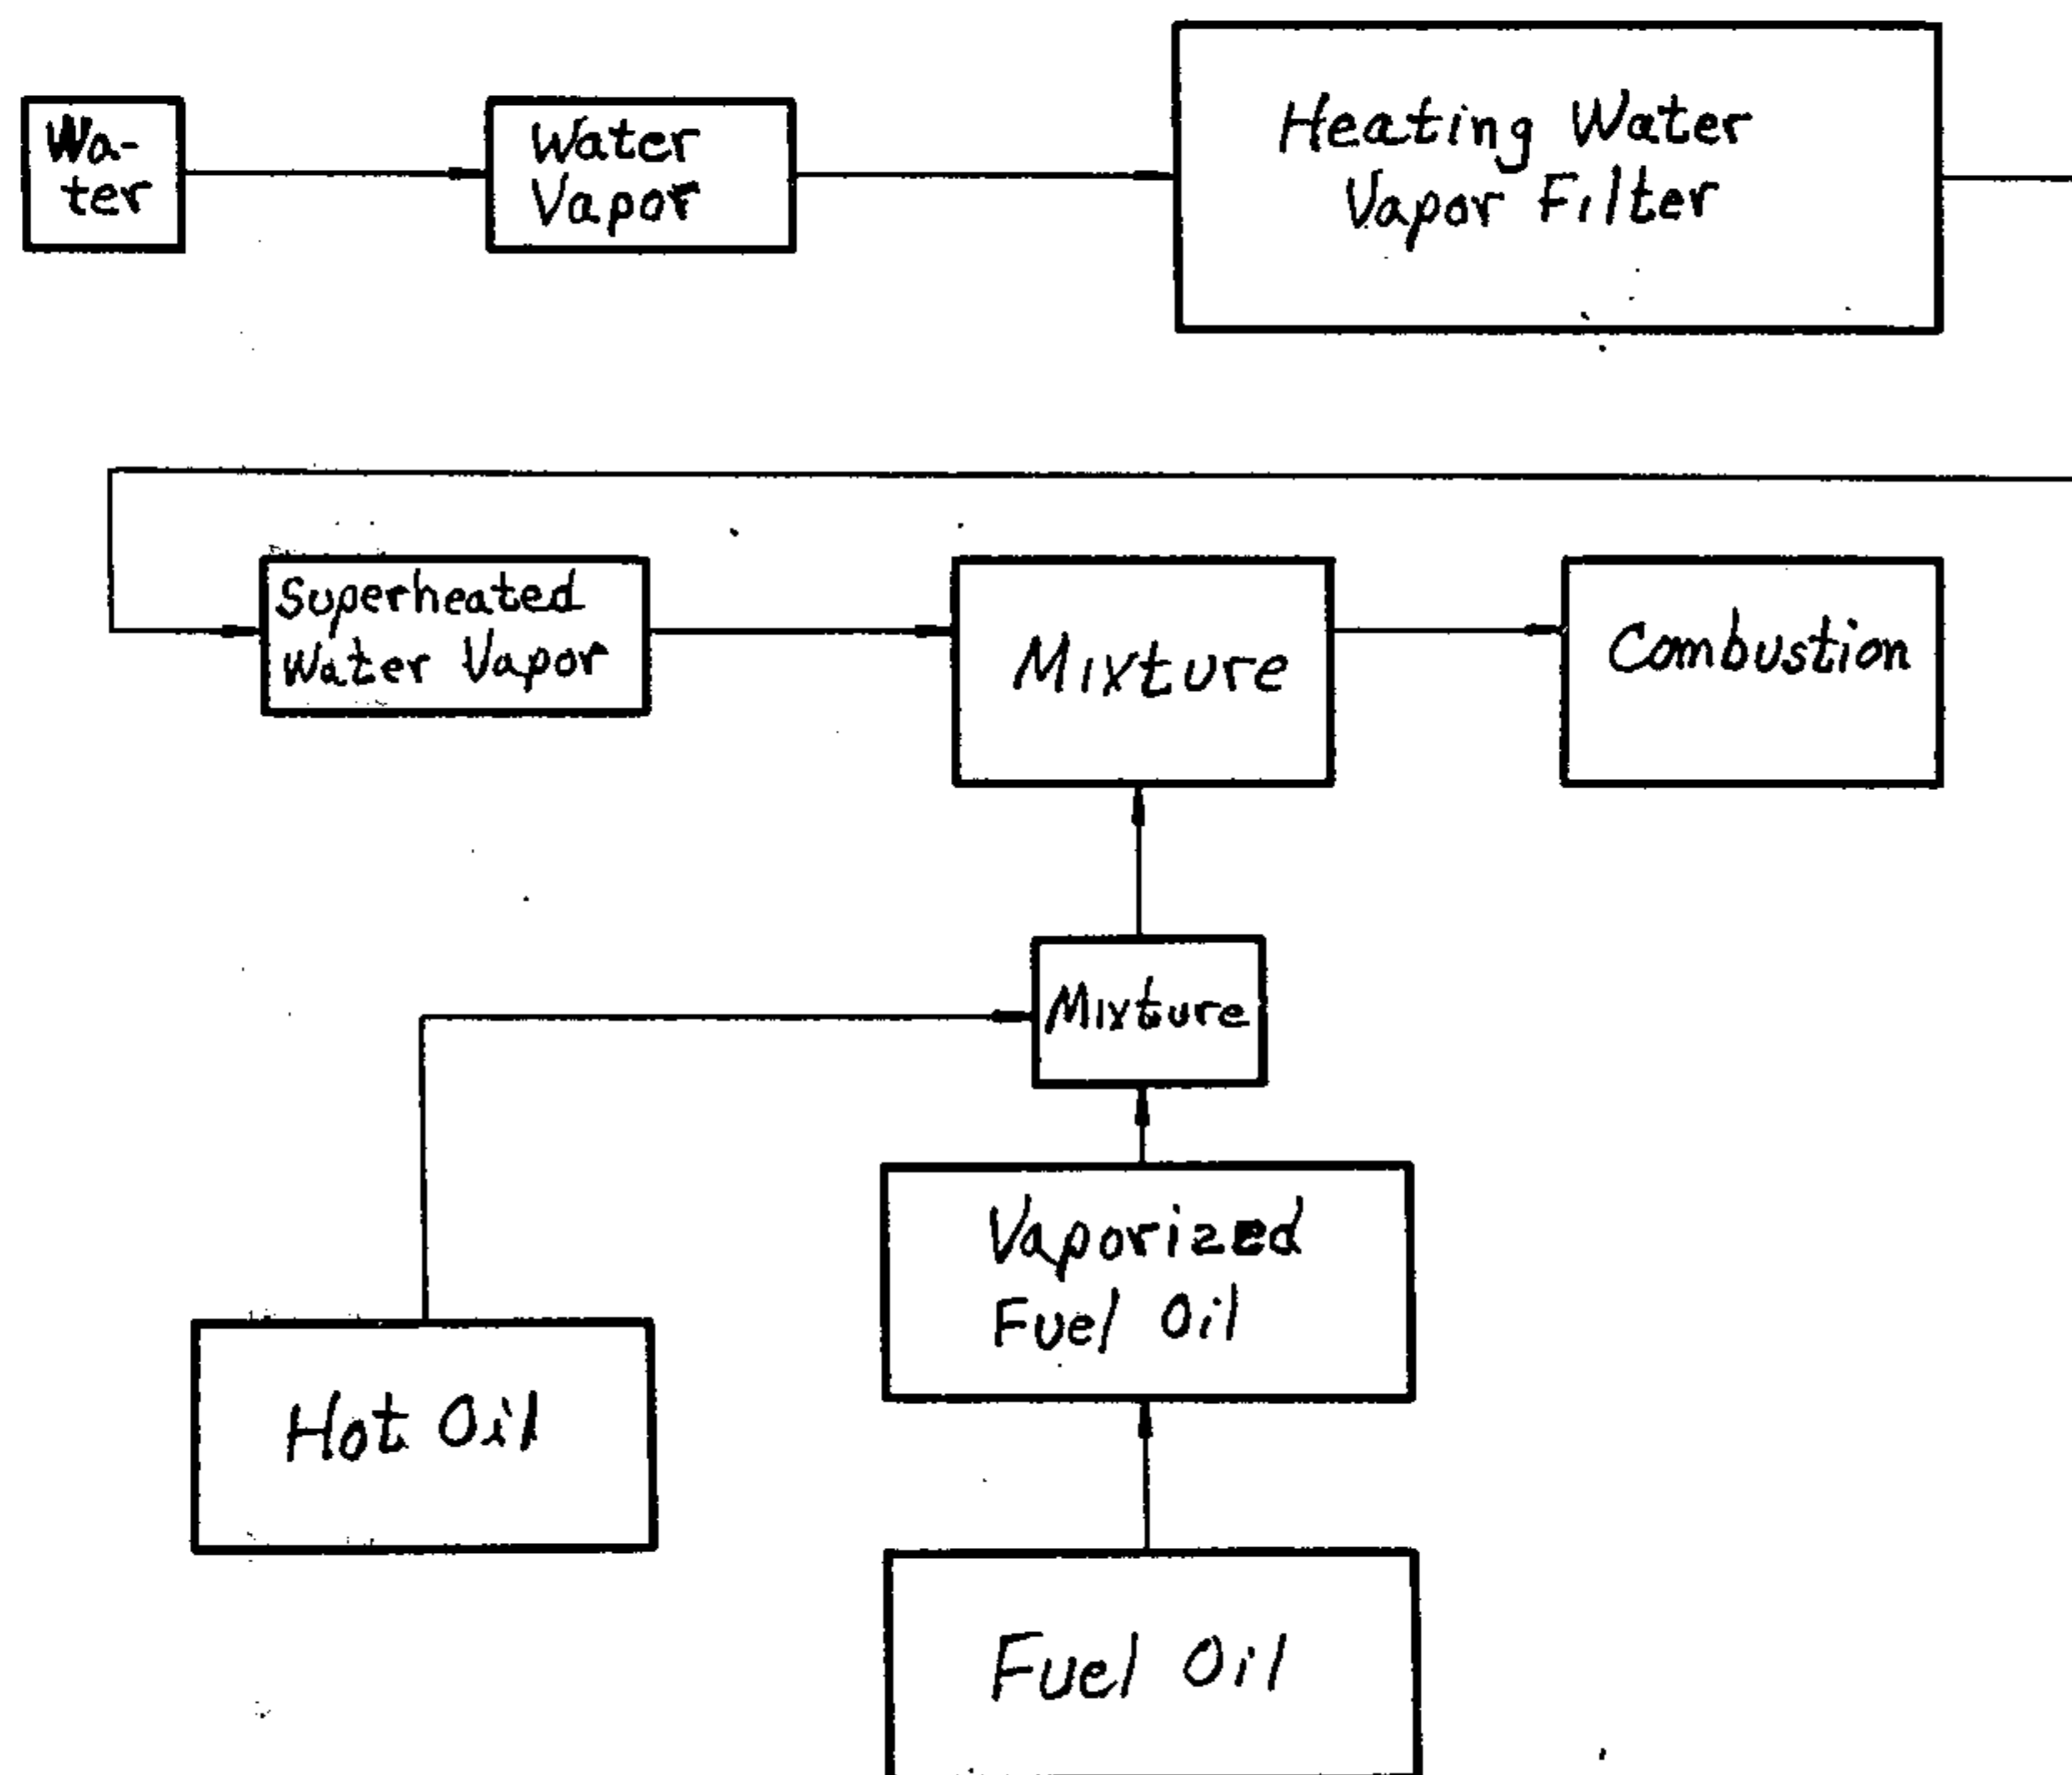 Wa-
ter
Water
Vapor
Heating Water
Vapor Filter
Superheated
Water Vapor
Mixture
Combustion
Mixture
Vaporized
Fuel Oil
Hot Oil
Fuel Oil